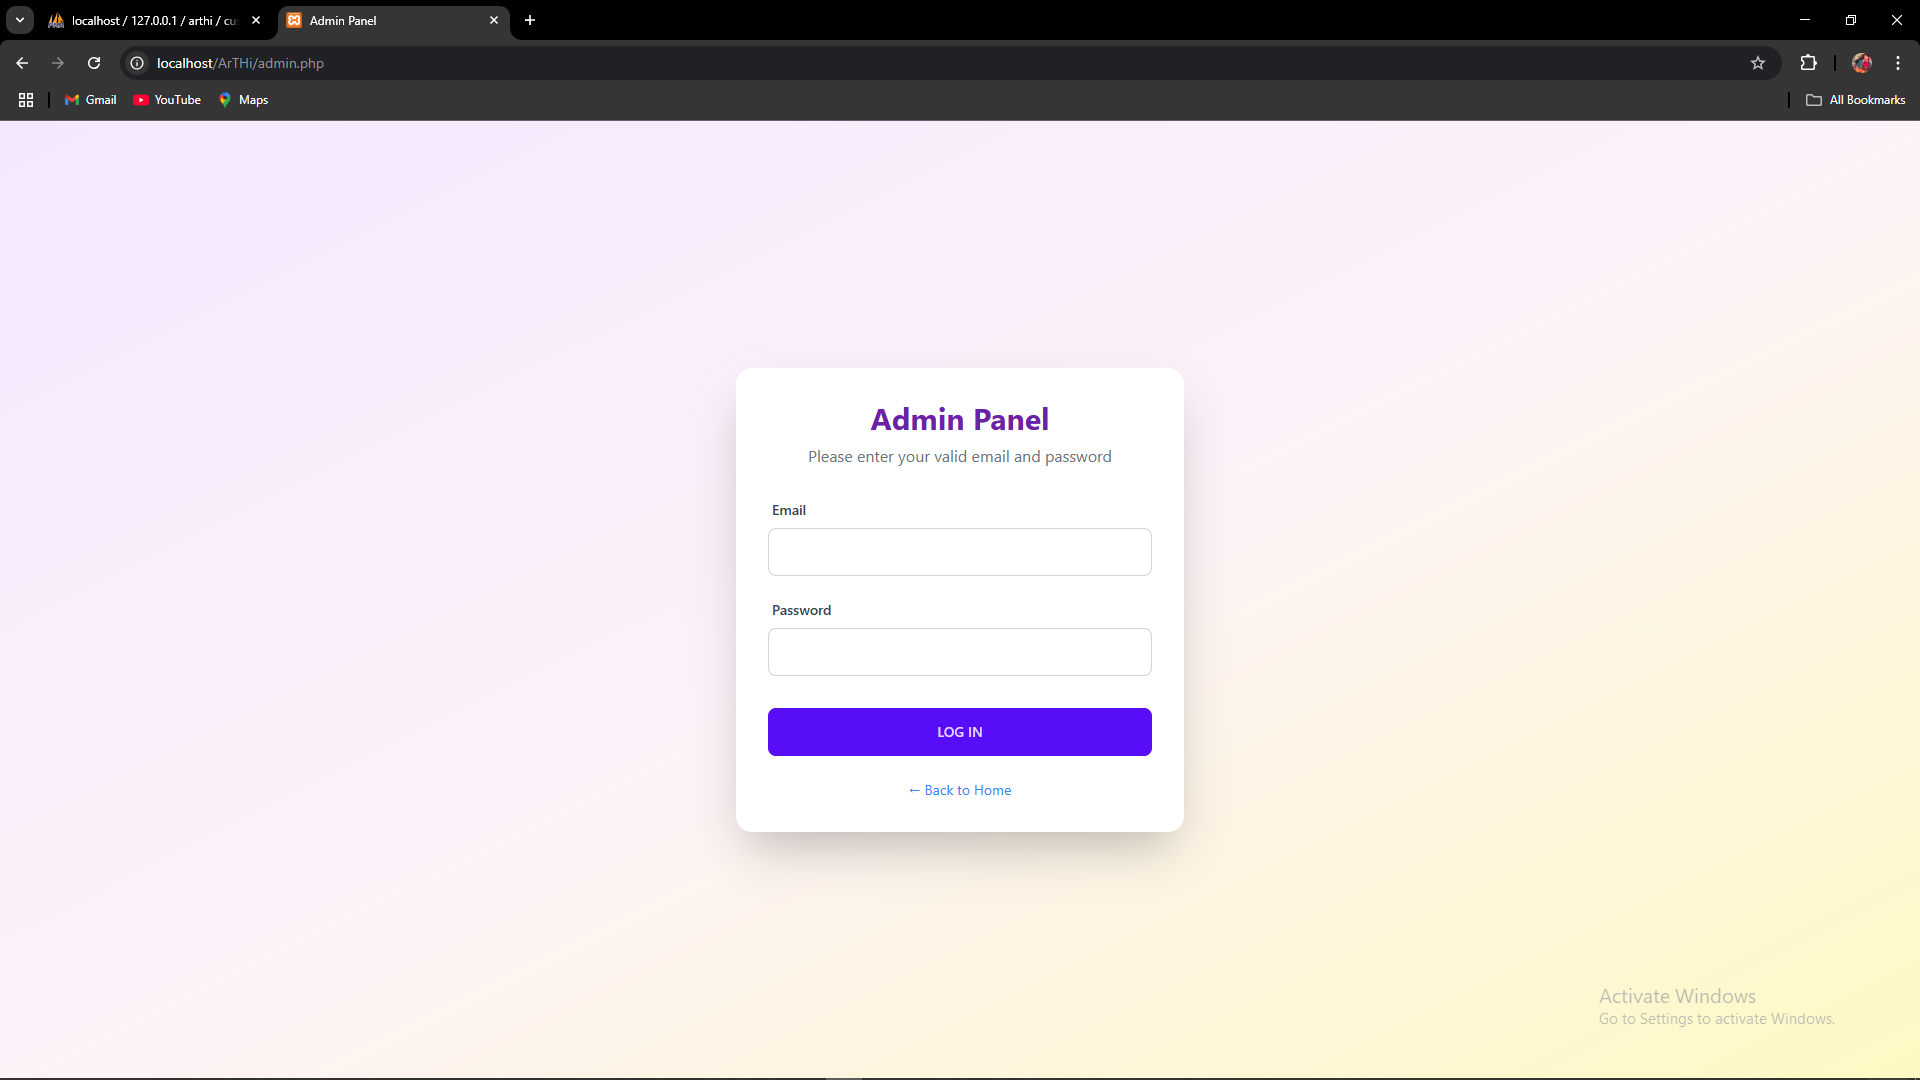 localhost / 127.0.0.1 / arthi / cu
Admin Panel
localhost/ArTHi/admin.php
Gmail
YouTube
Maps
All Bookmarks
Admin Panel
Please enter your valid email and password
Email
Password
LOG IN
← Back to Home
Activate Windows
Go to Settings to activate Windows.